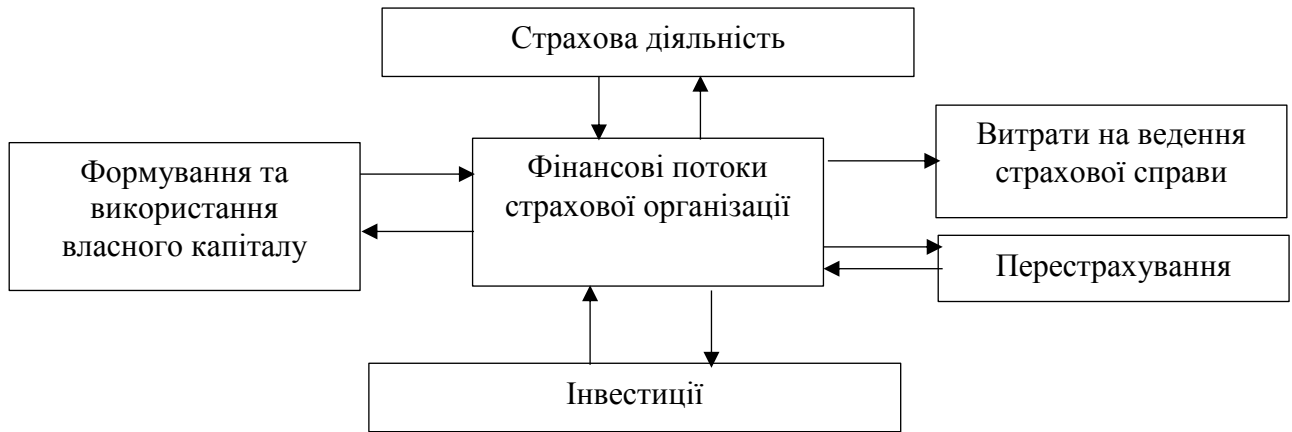 Страхова діяльність
Витрати на ведення
страхової справи
Формування та
використання
власного капіталу
Фінансові потоки
страхової організації
Перестрахування
Інвестиції